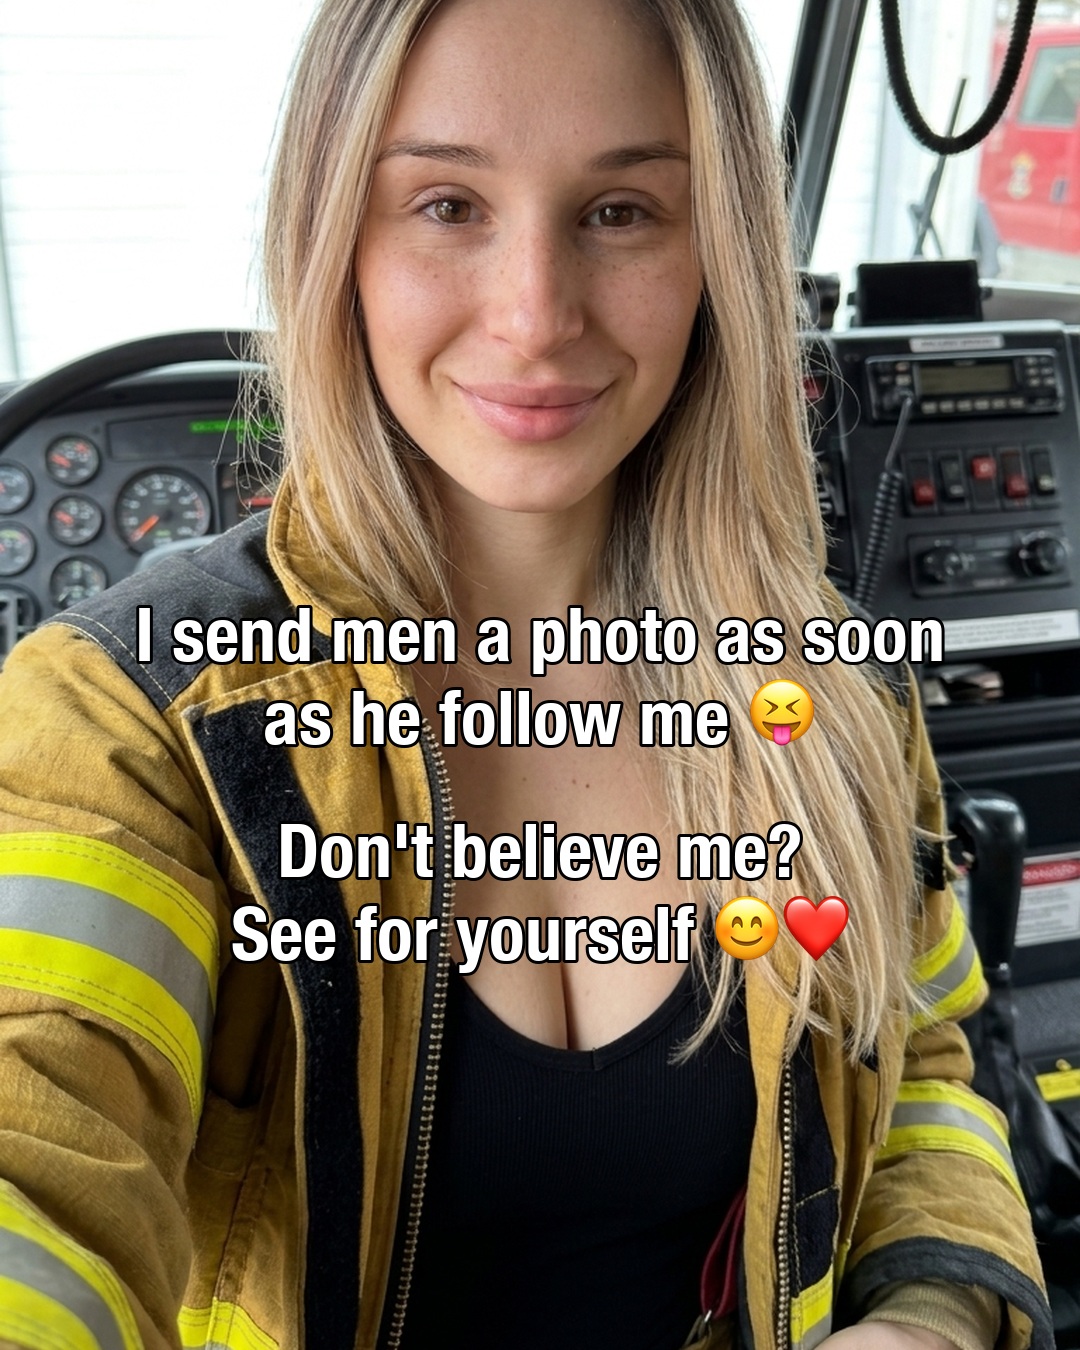 I send men a photo as soon
as he follow me 😝
Don't believe me?
See for yourself 😊❤️